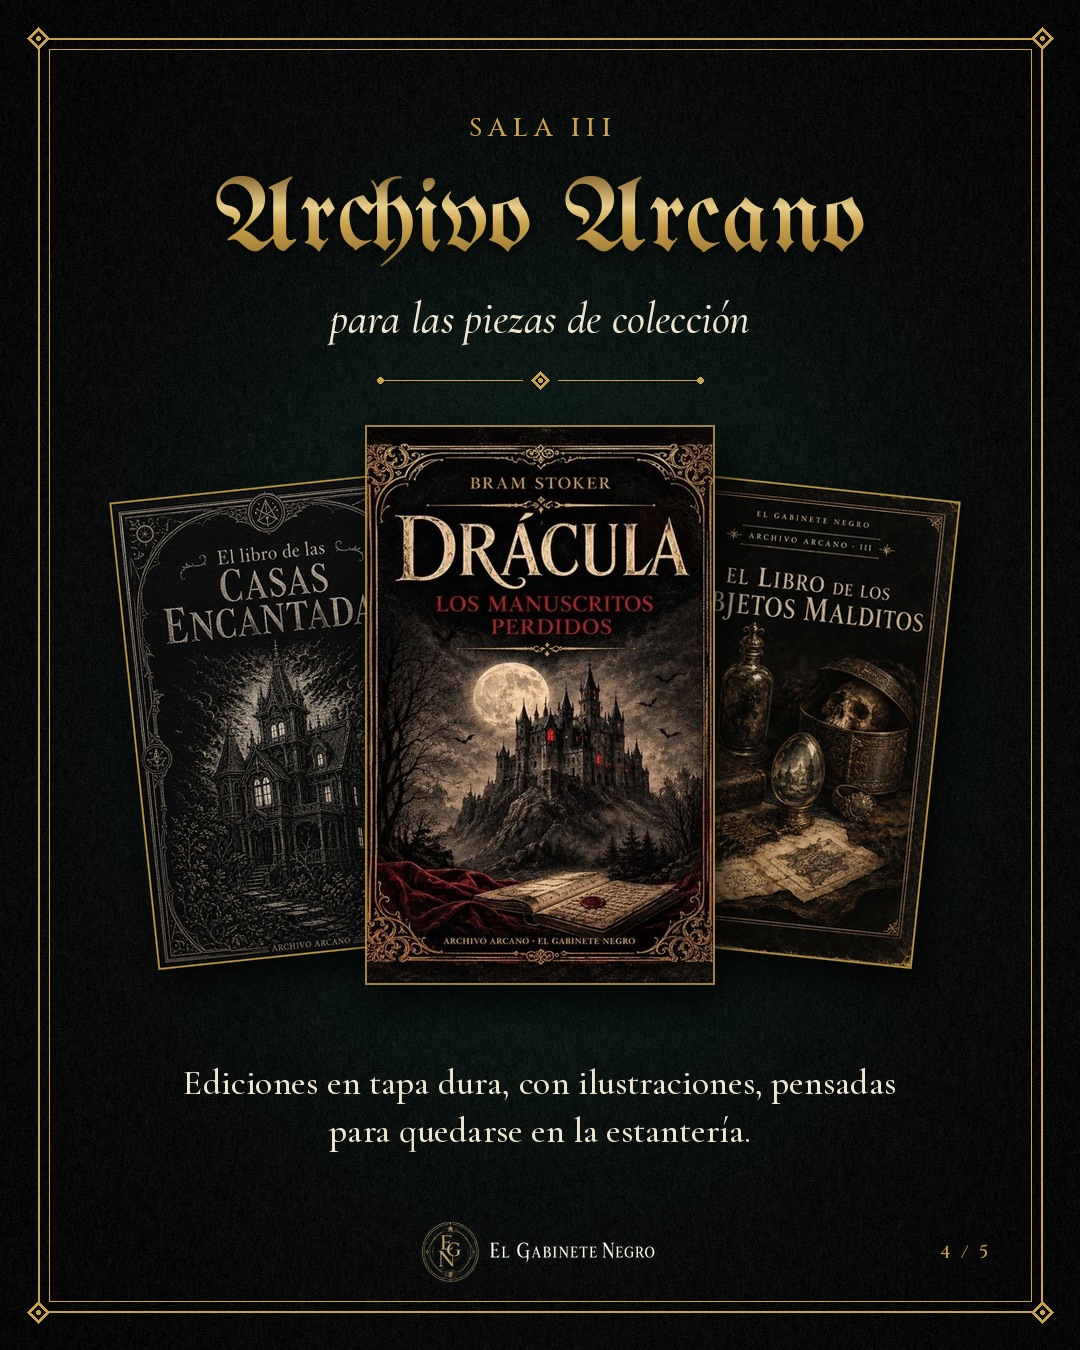 SALA III
Archivo Arcano
para las piezas de colección
El libro de las
CASAS
ENCANTADA
ARCHIVO ARCANO
BRAM STOKER
DRÁCULA
LOS MANUSCRITOS
PERDIDOS
ARCHIVO ARCANO · EL GABINETE NEGRO
EL GABINETE NEGRO
ARCHIVO ARCANO · III
EL LIBRO DE LOS
BJETOS MALDITOS
Ediciones en tapa dura, con ilustraciones, pensadas
para quedarse en la estantería.
EGN
EL GABINETE NEGRO
4 / 5